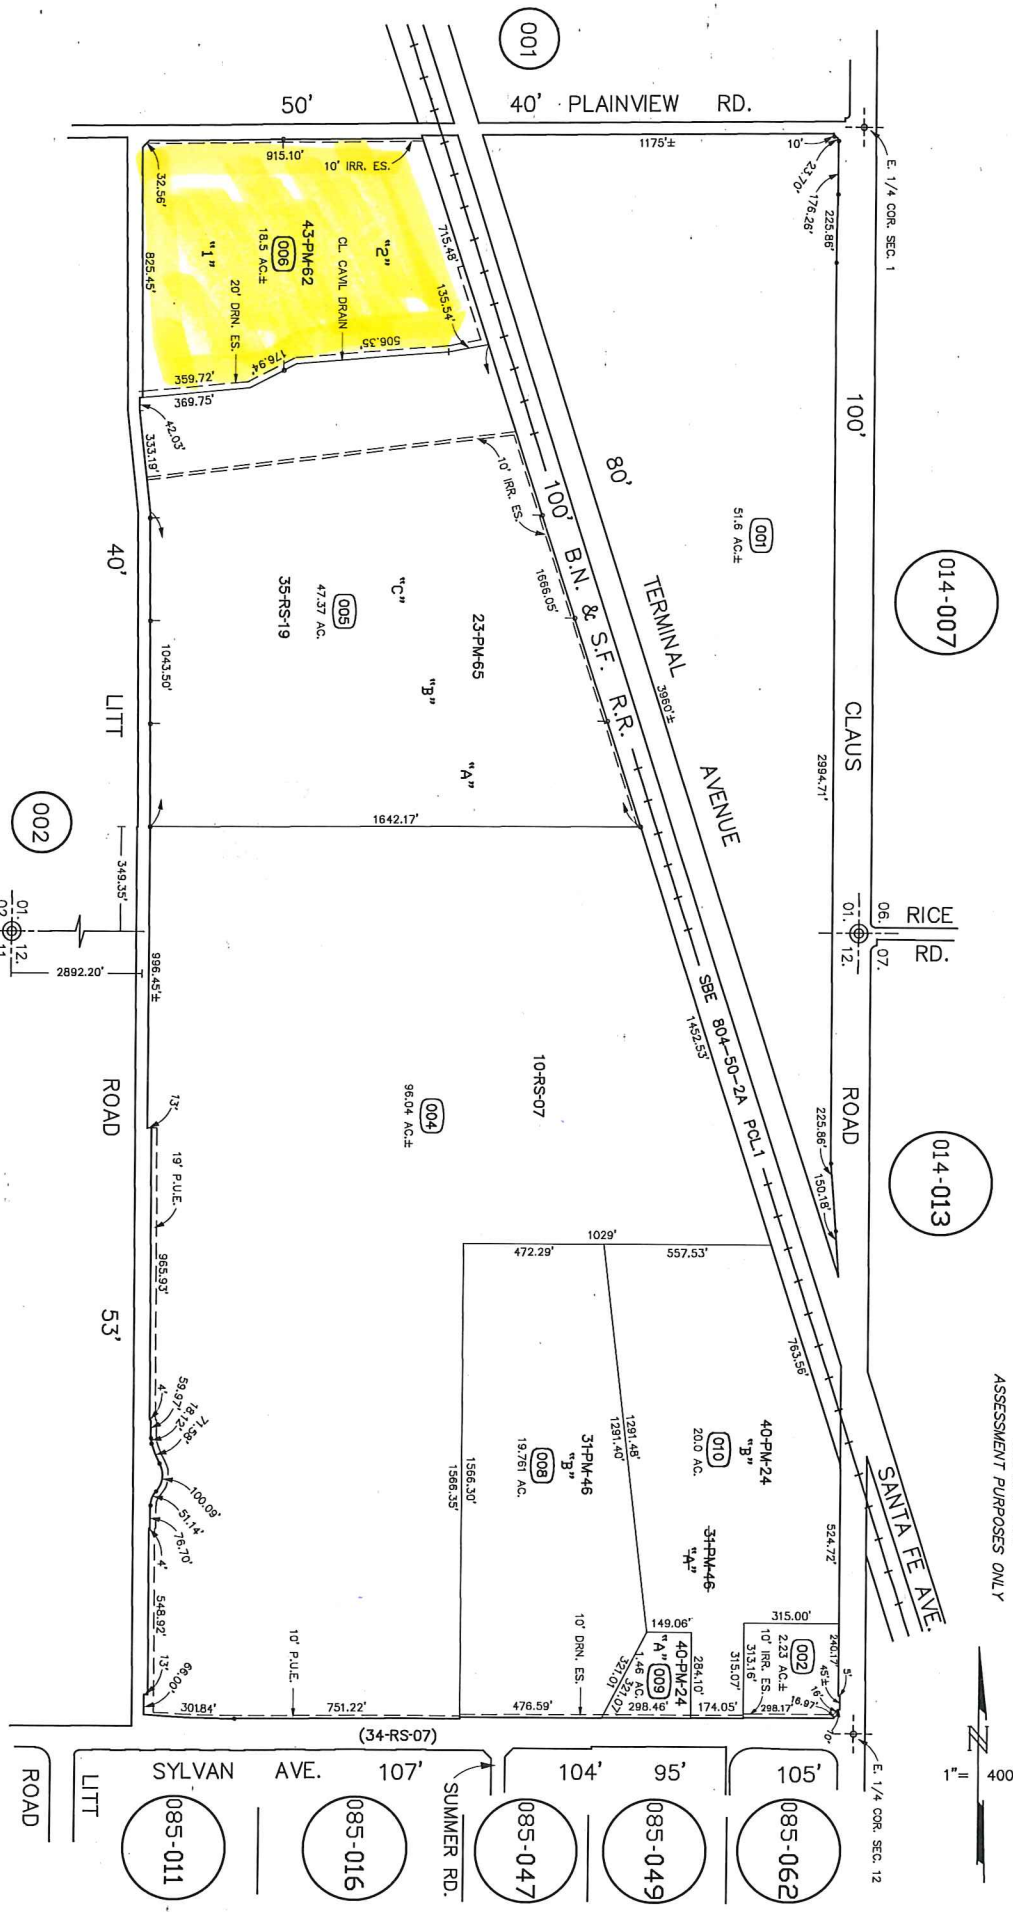 001
50'
40' PLAINVIEW RD.
915.10'
10' IRR. ES.
1175'±
10'
23.70'
176.26'
225.86'
E. 1/4 COR. SEC. 1
32.56'
825.45'
"1"
43-PM-62
006
18.5 AC.±
"2"
CL. CAVIL DRAIN
20' DRN. ES.
715.48'
135.54'
506.35'
176.94'
359.72'
369.75'
42.03'
333.19'
10' IRR. ES.
100'
80'
100'
001
51.6 AC.±
014-007
40'
LITT
ROAD
53'
"C"
005
47.37 AC.
35-RS-19
23-PM-65
"B"
"A"
1666.05'
1043.50'
B.N. & S.F. R.R.
TERMINAL
AVENUE
3960'±
CLAUS
ROAD
2994.71'
1642.17'
002
349.35'
01. 12.
02. 11.
2892.20'
996.45'±
06. 07.
01. 12.
RICE
RD.
SBE 804-50-2A PCL.1
1452.53'
10-RS-07
004
96.04 AC.±
13'
19' P.U.E.
965.93'
225.86'
150.18'
014-013
1029'
472.29'
557.53'
763.56'
1291.48'
1291.40'
1566.30'
1566.35'
31-PM-46
"B"
008
19.761 AC.
40-PM-24
"B"
010
20.0 AC.
31-PM-46
"A"
524.72'
SANTA FE AVE.
ASSESSMENT PURPOSES ONLY
4'
59.97'
18.12'
71.58'
100.09'
51.14'
76.70'
4'
548.92'
13'
66.00'
10' P.U.E.
10' DRN. ES.
149.06'
40-PM-24
"A" 009
1.46 AC.
321.07'
321.01'
284.10'
315.00'
315.07'
002
2.23 AC.±
10' IRR. ES.
313.16'
240.17'
45'±
5'
16'
16.97'
10'
301.84'
751.22'
476.59'
298.46'
174.05'
298.17'
(34-RS-07)
E. 1/4 COR. SEC. 12
N
1"= 400
SYLVAN AVE.
107'
104'
95'
105'
SUMMER RD.
LITT
ROAD
085-011
085-016
085-047
085-049
085-062